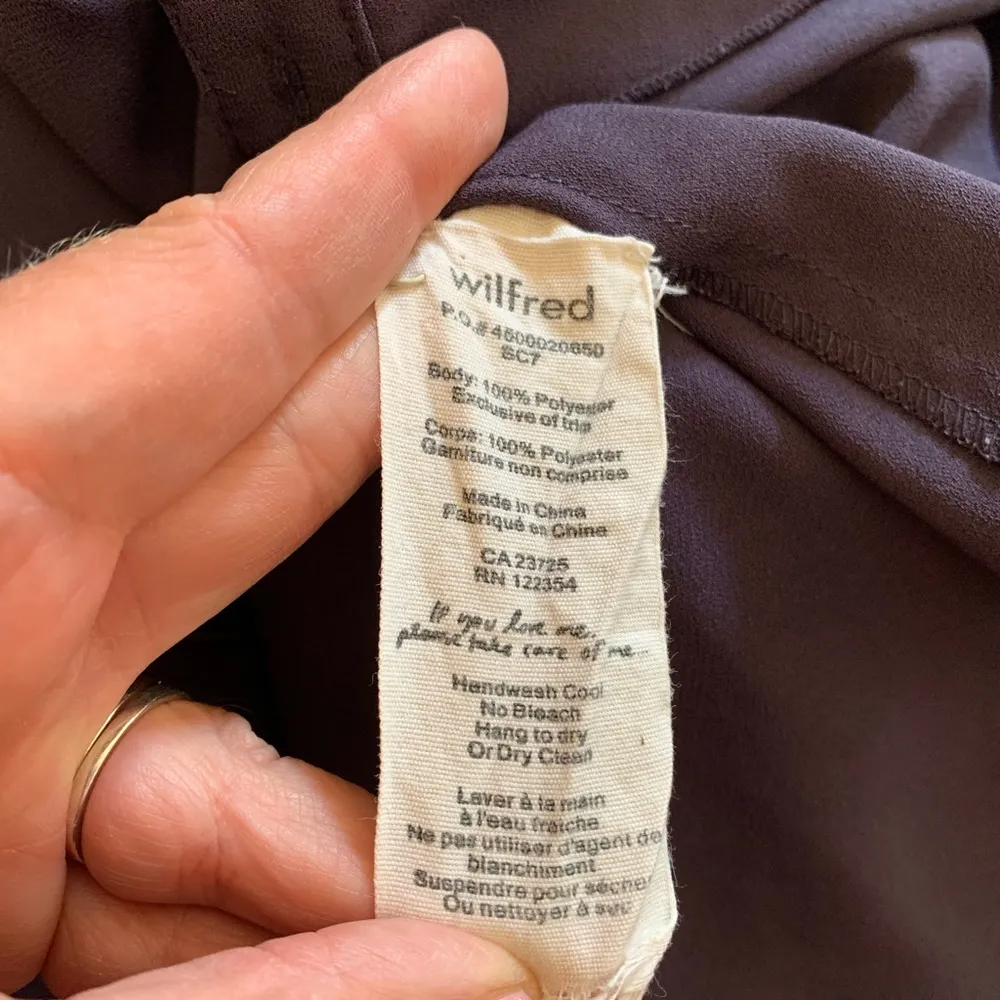 wilfred
P.O.#4500020650
SC7
Body: 100% Polyester
Exclusive of trim
Corps: 100% Polyester
Garniture non comprise
Made in China
Fabriqué en Chine
CA 23725
RN 122354
If you love me,
please take care of me...
Handwash Cool
No Bleach
Hang to dry
Or Dry Clean
Laver à la main
à l'eau fraîche
Ne pas utiliser d'agent de
blanchiment
Suspendre pour sécher
Ou nettoyer à sec